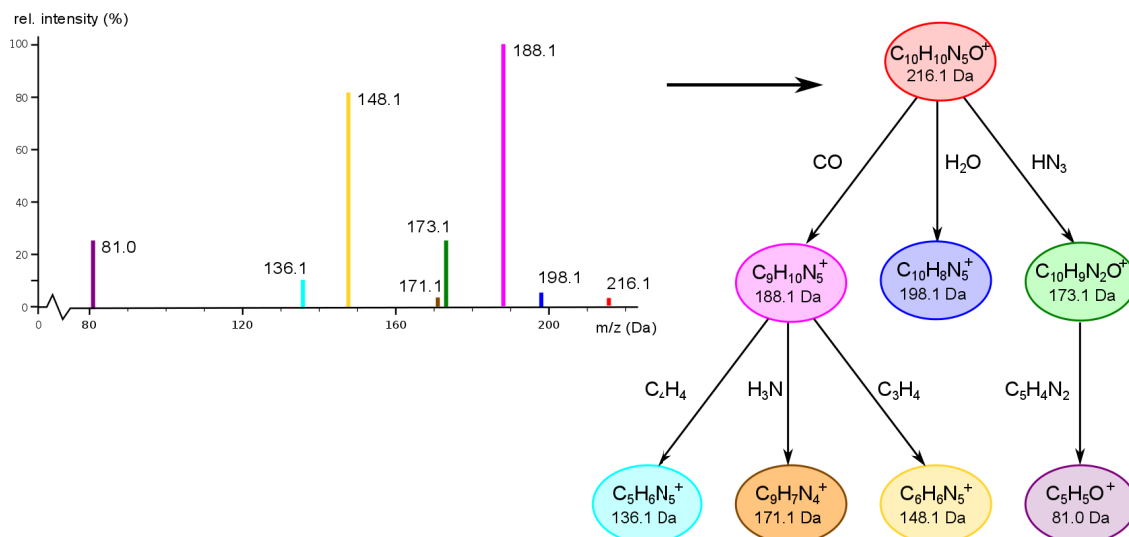 rel. intensity (%)
100
80
60
40
20
0
0
80
120
160
200
m/z (Da)
81.0
136.1
148.1
171.1
173.1
188.1
198.1
216.1
C₁₀H₁₀N₅O⁺
216.1 Da
CO
H₂O
HN₃
C₉H₁₀N₅⁺
188.1 Da
C₁₀H₈N₅⁺
198.1 Da
C₁₀H₉N₂O⁺
173.1 Da
C₄H₄
H₃N
C₃H₄
C₅H₄N₂
C₅H₆N₅⁺
136.1 Da
C₉H₇N₄⁺
171.1 Da
C₆H₆N₅⁺
148.1 Da
C₅H₅O⁺
81.0 Da